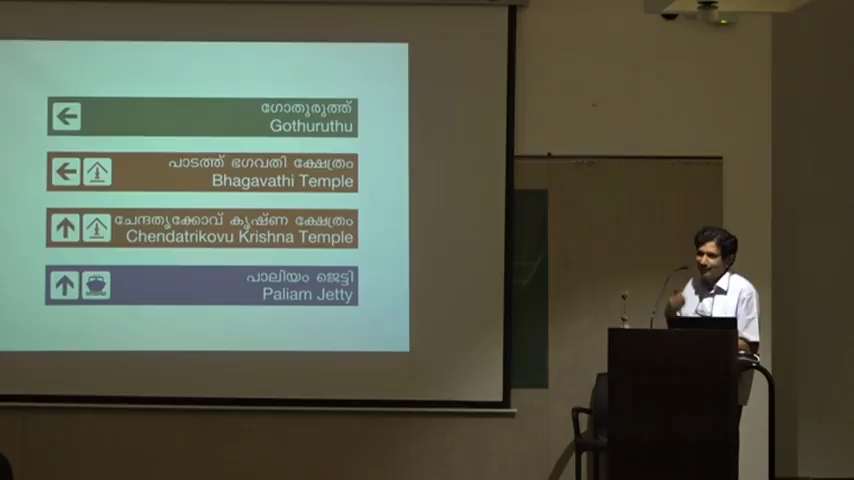 ഗോതുരുത്ത്
Gothuruthu
പാടത്ത് ഭഗവതി ക്ഷേത്രം
Bhagavathi Temple
ചേന്ദതൃക്കോവ് കൃഷ്ണ ക്ഷേത്രം
Chendatrikovu Krishna Temple
പാലിയം ജെട്ടി
Paliam Jetty